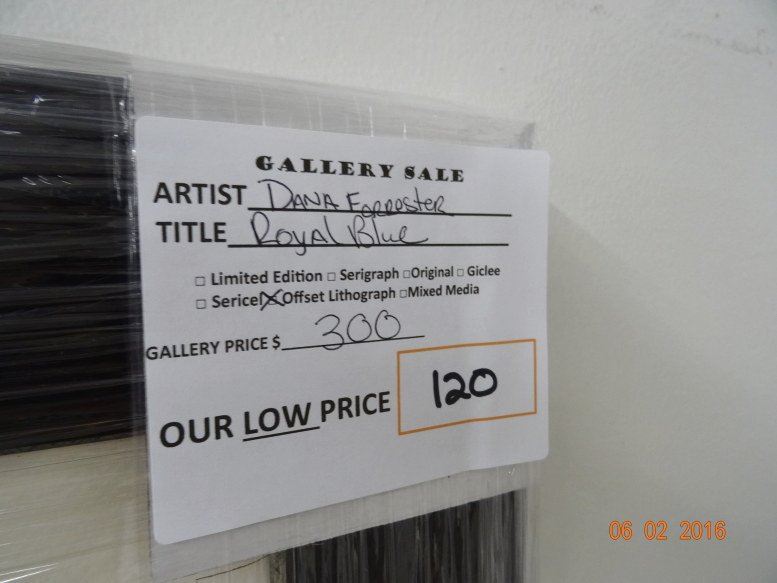 GALLERY SALE
ARTIST Dana Forrester
TITLE Royal Blue
□ Limited Edition □ Serigraph □Original □ Giclee
□ Sericel ☒Offset Lithograph □Mixed Media
GALLERY PRICE $ 300
OUR LOW PRICE 120
06 02 2016